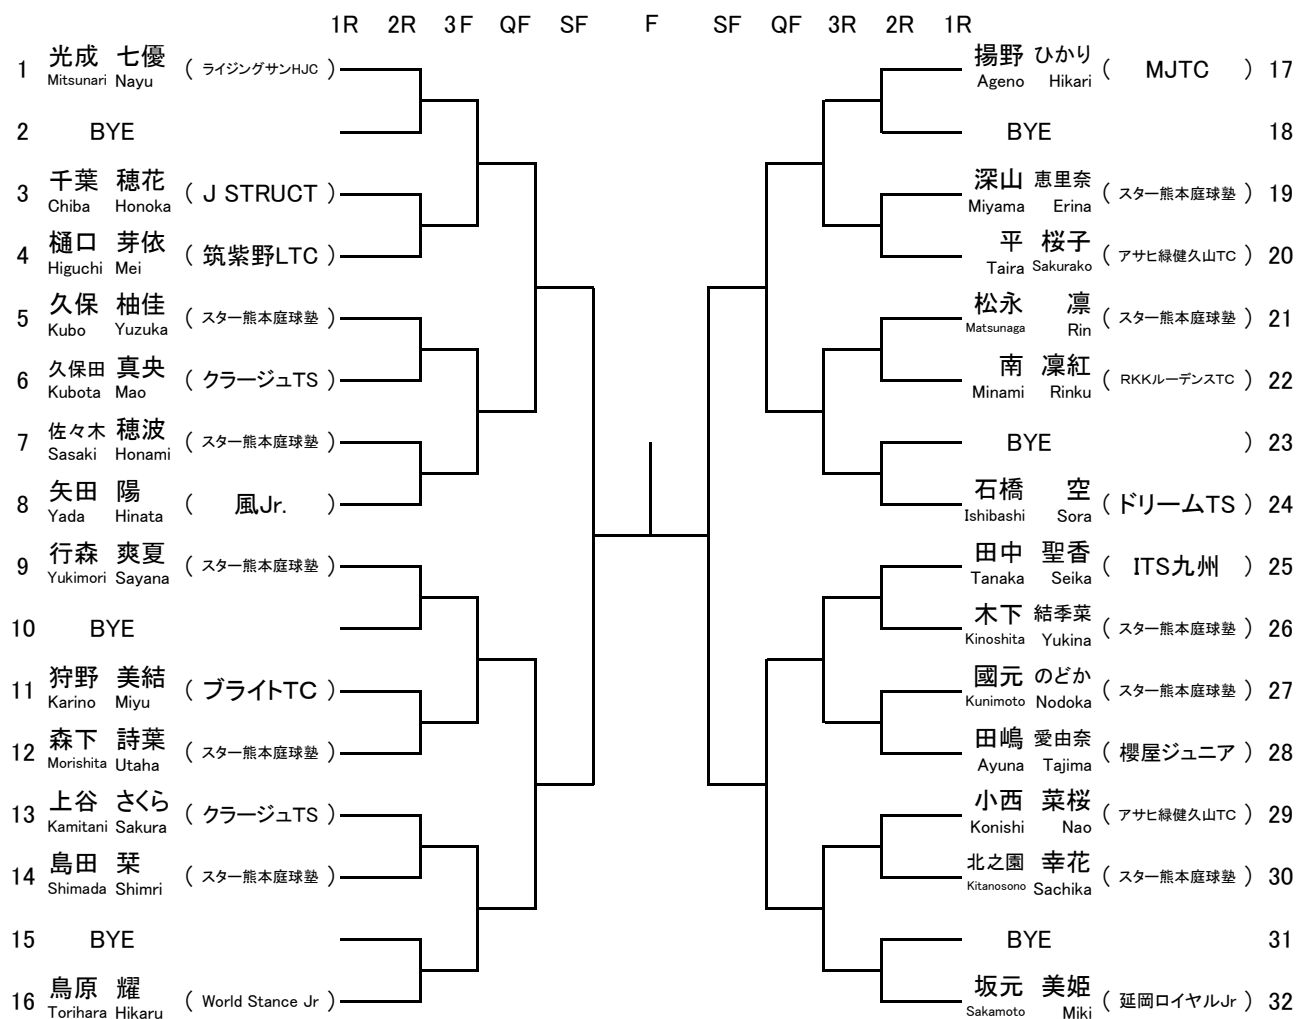 1R 2R 3F QF SF F SF QF 3R 2R 1R
1 光成 七優 ( ライジングサンHJC )
Mitsunari Nayu
2 BYE
3 千葉 穂花 ( J STRUCT )
Chiba Honoka
4 樋口 芽依 ( 筑紫野LTC )
Higuchi Mei
5 久保 柚佳 ( スター熊本庭球塾 )
Kubo Yuzuka
6 久保田 真央 ( クラージュTS )
Kubota Mao
7 佐々木 穂波 ( スター熊本庭球塾 )
Sasaki Honami
8 矢田 陽 ( 風Jr. )
Yada Hinata
9 行森 爽夏 ( スター熊本庭球塾 )
Yukimori Sayana
10 BYE
11 狩野 美結 ( ブライトTC )
Karino Miyu
12 森下 詩葉 ( スター熊本庭球塾 )
Morishita Utaha
13 上谷 さくら ( クラージュTS )
Kamitani Sakura
14 島田 栞 ( スター熊本庭球塾 )
Shimada Shimri
15 BYE
16 鳥原 耀 ( World Stance Jr )
Torihara Hikaru
揚野 ひかり ( MJTC ) 17
Ageno Hikari
BYE 18
深山 恵里奈 ( スター熊本庭球塾 ) 19
Miyama Erina
平 桜子 ( アサヒ緑健久山TC ) 20
Taira Sakurako
松永 凛 ( スター熊本庭球塾 ) 21
Matsunaga Rin
南 凜紅 ( RKKルーデンスTC ) 22
Minami Rinku
BYE ) 23
石橋 空 ( ドリームTS ) 24
Ishibashi Sora
田中 聖香 ( ITS九州 ) 25
Tanaka Seika
木下 結季菜 ( スター熊本庭球塾 ) 26
Kinoshita Yukina
國元 のどか ( スター熊本庭球塾 ) 27
Kunimoto Nodoka
田嶋 愛由奈 ( 櫻屋ジュニア ) 28
Ayuna Tajima
小西 菜桜 ( アサヒ緑健久山TC ) 29
Konishi Nao
北之園 幸花 ( スター熊本庭球塾 ) 30
Kitanosono Sachika
BYE 31
坂元 美姫 ( 延岡ロイヤルJr ) 32
Sakamoto Miki